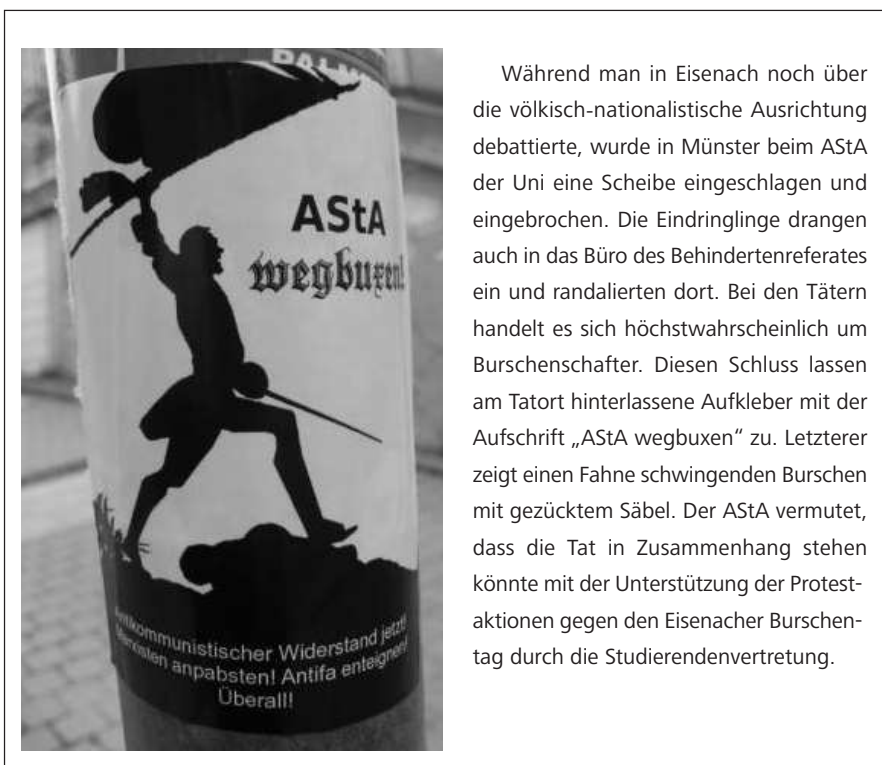 AStA
wegbuxen!
Antikommunistischer Widerstand jetzt!
Marxisten anpabsten! Antifa enteignen!
Überall!
Während man in Eisenach noch über
die völkisch-nationalistische Ausrichtung
debattierte, wurde in Münster beim AStA
der Uni eine Scheibe eingeschlagen und
eingebrochen. Die Eindringlinge drangen
auch in das Büro des Behindertenreferates
ein und randalierten dort. Bei den Tätern
handelt es sich höchstwahrscheinlich um
Burschenschafter. Diesen Schluss lassen
am Tatort hinterlassene Aufkleber mit der
Aufschrift „AStA wegbuxen“ zu. Letzterer
zeigt einen Fahne schwingenden Burschen
mit gezücktem Säbel. Der AStA vermutet,
dass die Tat in Zusammenhang stehen
könnte mit der Unterstützung der Protest-
aktionen gegen den Eisenacher Burschen-
tag durch die Studierendenvertretung.